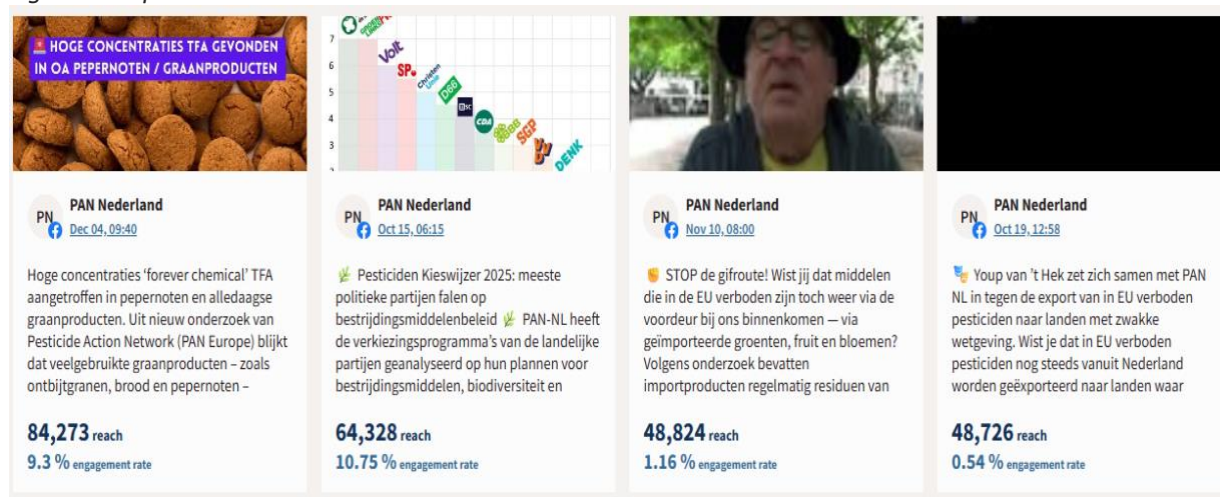 🚨 HOGE CONCENTRATIES TFA GEVONDEN
IN OA PEPERNOTEN / GRAANPRODUCTEN
PN
PAN Nederland
Dec 04, 09:40
Hoge concentraties ‘forever chemical’ TFA
aangetroffen in pepernoten en alledaagse
graanproducten. Uit nieuw onderzoek van
Pesticide Action Network (PAN Europe) blijkt
dat veelgebruikte graanproducten – zoals
ontbijtgranen, brood en pepernoten –
84,273 reach
9.3 % engagement rate
7
6
5
4
3
Volt
SP.
Christen
Unie
D66
CDA
BBB
SGP
VVD
DENK
PN
PAN Nederland
Oct 15, 06:15
🌿 Pesticiden Kieswijzer 2025: meeste
politieke partijen falen op
bestrijdingsmiddelenbeleid 🌿 PAN-NL heeft
de verkiezingsprogramma’s van de landelijke
partijen geanalyseerd op hun plannen voor
bestrijdingsmiddelen, biodiversiteit en
64,328 reach
10.75 % engagement rate
PN
PAN Nederland
Nov 10, 08:00
✊ STOP de gifroute! Wist jij dat middelen
die in de EU verboden zijn toch weer via de
voordeur bij ons binnenkomen — via
geïmporteerde groenten, fruit en bloemen?
Volgens onderzoek bevatten
importproducten regelmatig residuen van
48,824 reach
1.16 % engagement rate
PN
PAN Nederland
Oct 19, 12:58
🎭 Youp van ’t Hek zet zich samen met PAN
NL in tegen de export van in EU verboden
pesticiden naar landen met zwakke
wetgeving. Wist je dat in EU verboden
pesticiden nog steeds vanuit Nederland
worden geëxporteerd naar landen waar
48,726 reach
0.54 % engagement rate